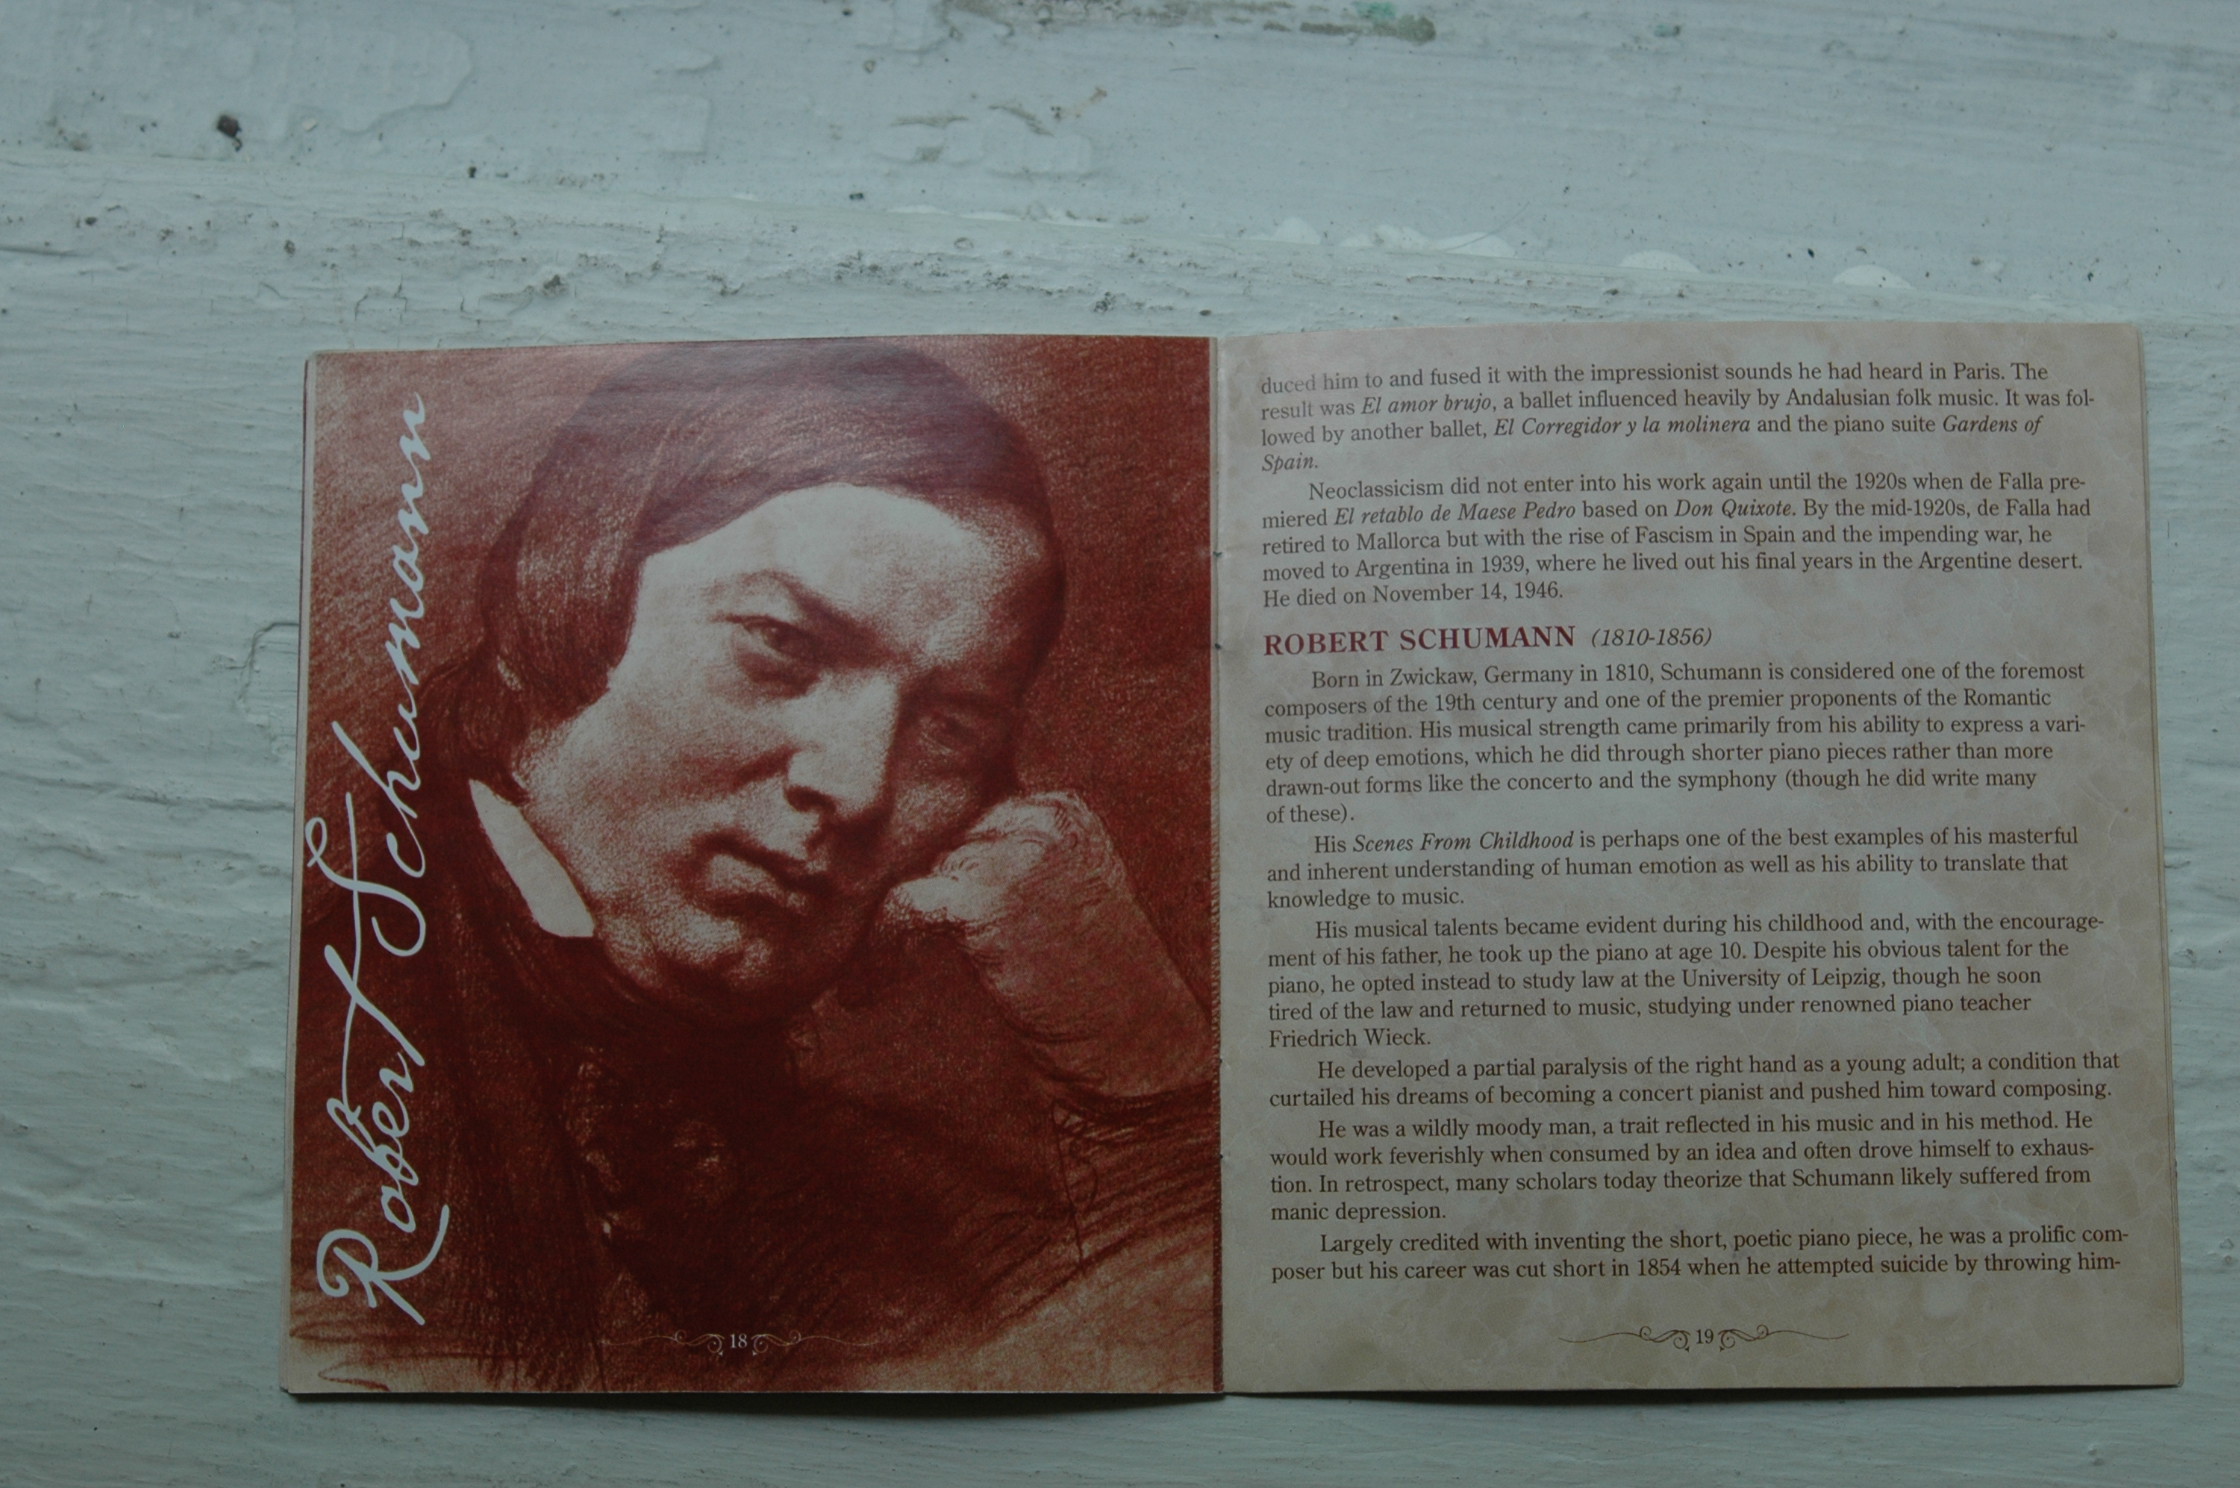 Robert Schumann
18
duced him to and fused it with the impressionist sounds he had heard in Paris. The
result was El amor brujo, a ballet influenced heavily by Andalusian folk music. It was fol-
lowed by another ballet, El Corregidor y la molinera and the piano suite Gardens of
Spain.
Neoclassicism did not enter into his work again until the 1920s when de Falla pre-
miered El retablo de Maese Pedro based on Don Quixote. By the mid-1920s, de Falla had
retired to Mallorca but with the rise of Fascism in Spain and the impending war, he
moved to Argentina in 1939, where he lived out his final years in the Argentine desert.
He died on November 14, 1946.
ROBERT SCHUMANN (1810-1856)
Born in Zwickaw, Germany in 1810, Schumann is considered one of the foremost
composers of the 19th century and one of the premier proponents of the Romantic
music tradition. His musical strength came primarily from his ability to express a vari-
ety of deep emotions, which he did through shorter piano pieces rather than more
drawn-out forms like the concerto and the symphony (though he did write many
of these).
His Scenes From Childhood is perhaps one of the best examples of his masterful
and inherent understanding of human emotion as well as his ability to translate that
knowledge to music.
His musical talents became evident during his childhood and, with the encourage-
ment of his father, he took up the piano at age 10. Despite his obvious talent for the
piano, he opted instead to study law at the University of Leipzig, though he soon
tired of the law and returned to music, studying under renowned piano teacher
Friedrich Wieck.
He developed a partial paralysis of the right hand as a young adult; a condition that
curtailed his dreams of becoming a concert pianist and pushed him toward composing.
He was a wildly moody man, a trait reflected in his music and in his method. He
would work feverishly when consumed by an idea and often drove himself to exhaus-
tion. In retrospect, many scholars today theorize that Schumann likely suffered from
manic depression.
Largely credited with inventing the short, poetic piano piece, he was a prolific com-
poser but his career was cut short in 1854 when he attempted suicide by throwing him-
19